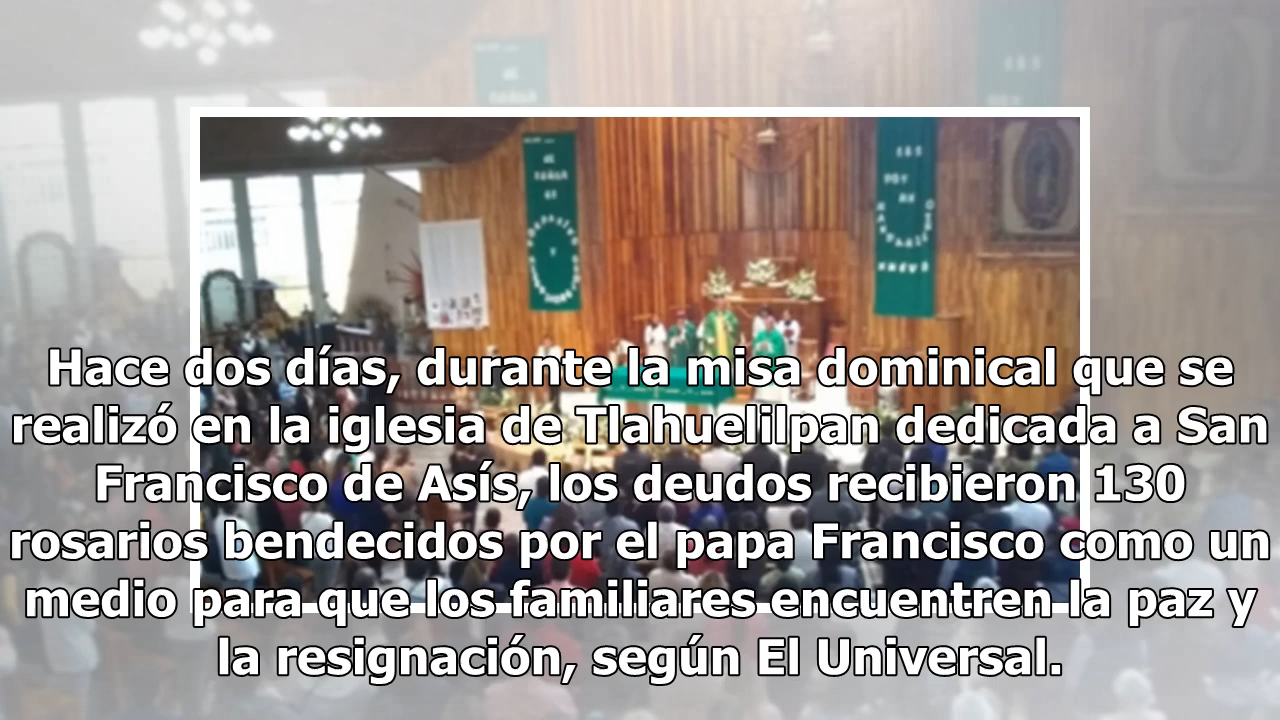 Hace dos días, durante la misa dominical que se
realizó en la iglesia de Tlahuelilpan dedicada a San
Francisco de Asís, los deudos recibieron 130
rosarios bendecidos por el papa Francisco como un
medio para que los familiares encuentren la paz y
la resignación, según El Universal.